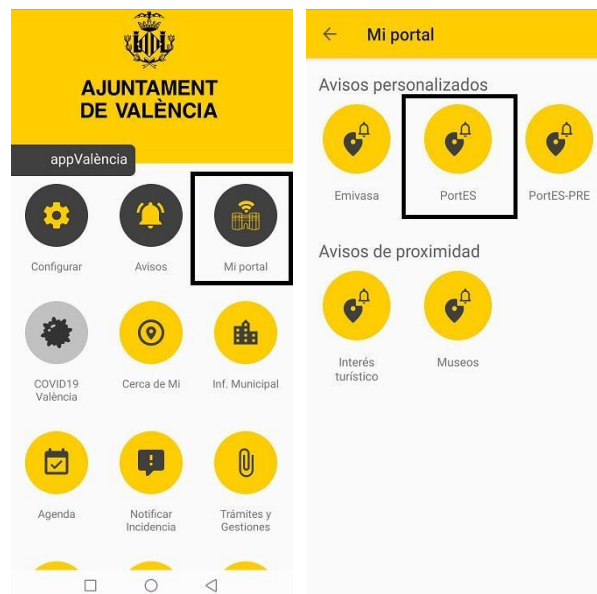 AJUNTAMENT
DE VALÈNCIA
appValència
Configurar
Avisos
Mi portal
COVID19
València
Cerca de Mi
Inf. Municipal
Agenda
Notificar
Incidencia
Trámites y
Gestiones
Mi portal
Avisos personalizados
Emivasa
PortES
PortES-PRE
Avisos de proximidad
Interés
turístico
Museos